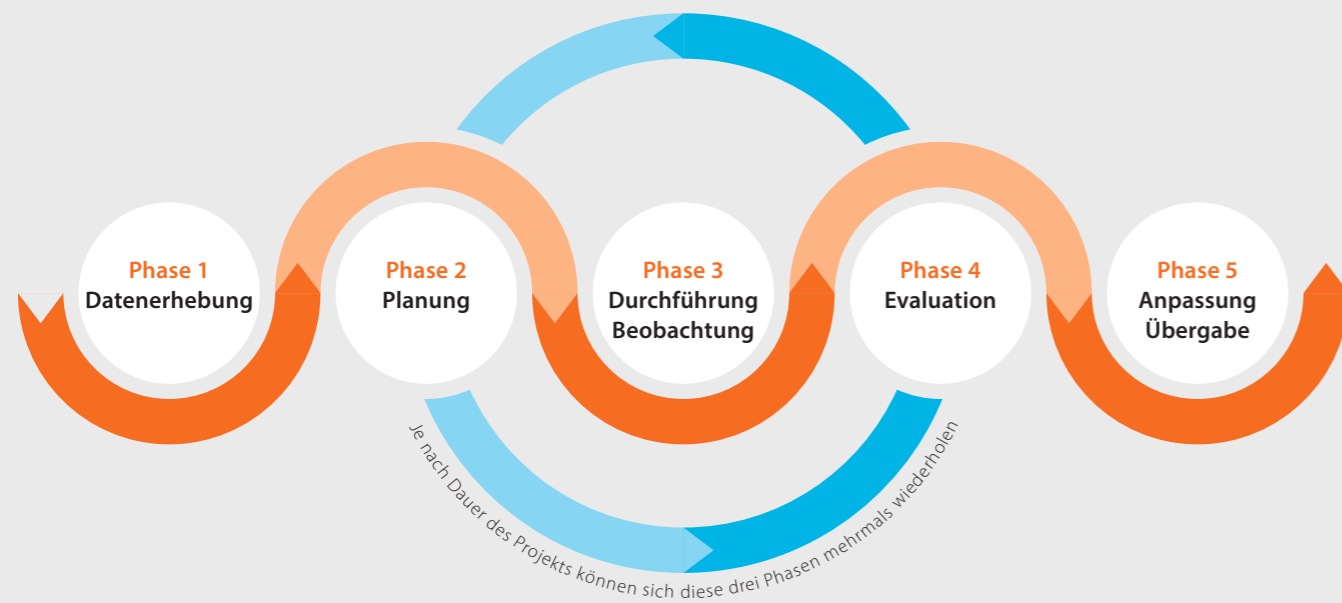 Phase 1
Datenerhebung
Phase 2
Planung
Phase 3
Durchführung
Beobachtung
Phase 4
Evaluation
Phase 5
Anpassung
Übergabe
Je nach Dauer des Projekts können sich diese drei Phasen mehrmals wiederholen